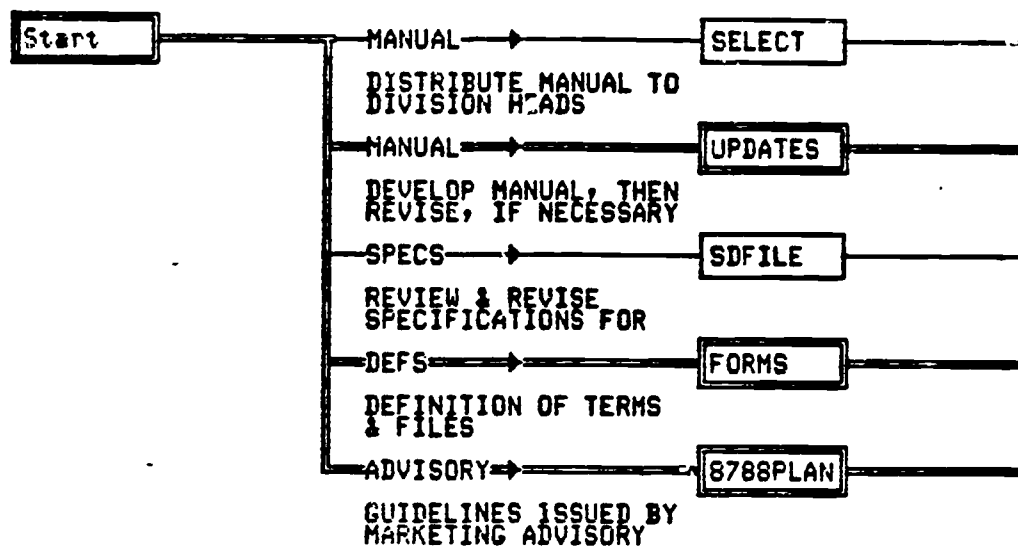 Start
MANUAL SELECT
DISTRIBUTE MANUAL TO
DIVISION HEADS
MANUAL UPDATES
DEVELOP MANUAL, THEN
REVISE, IF NECESSARY
SPECS SDFILE
REVIEW & REVISE
SPECIFICATIONS FOR
DEFS FORMS
DEFINITION OF TERMS
& FILES
ADVISORY 8788PLAN
GUIDELINES ISSUED BY
MARKETING ADVISORY